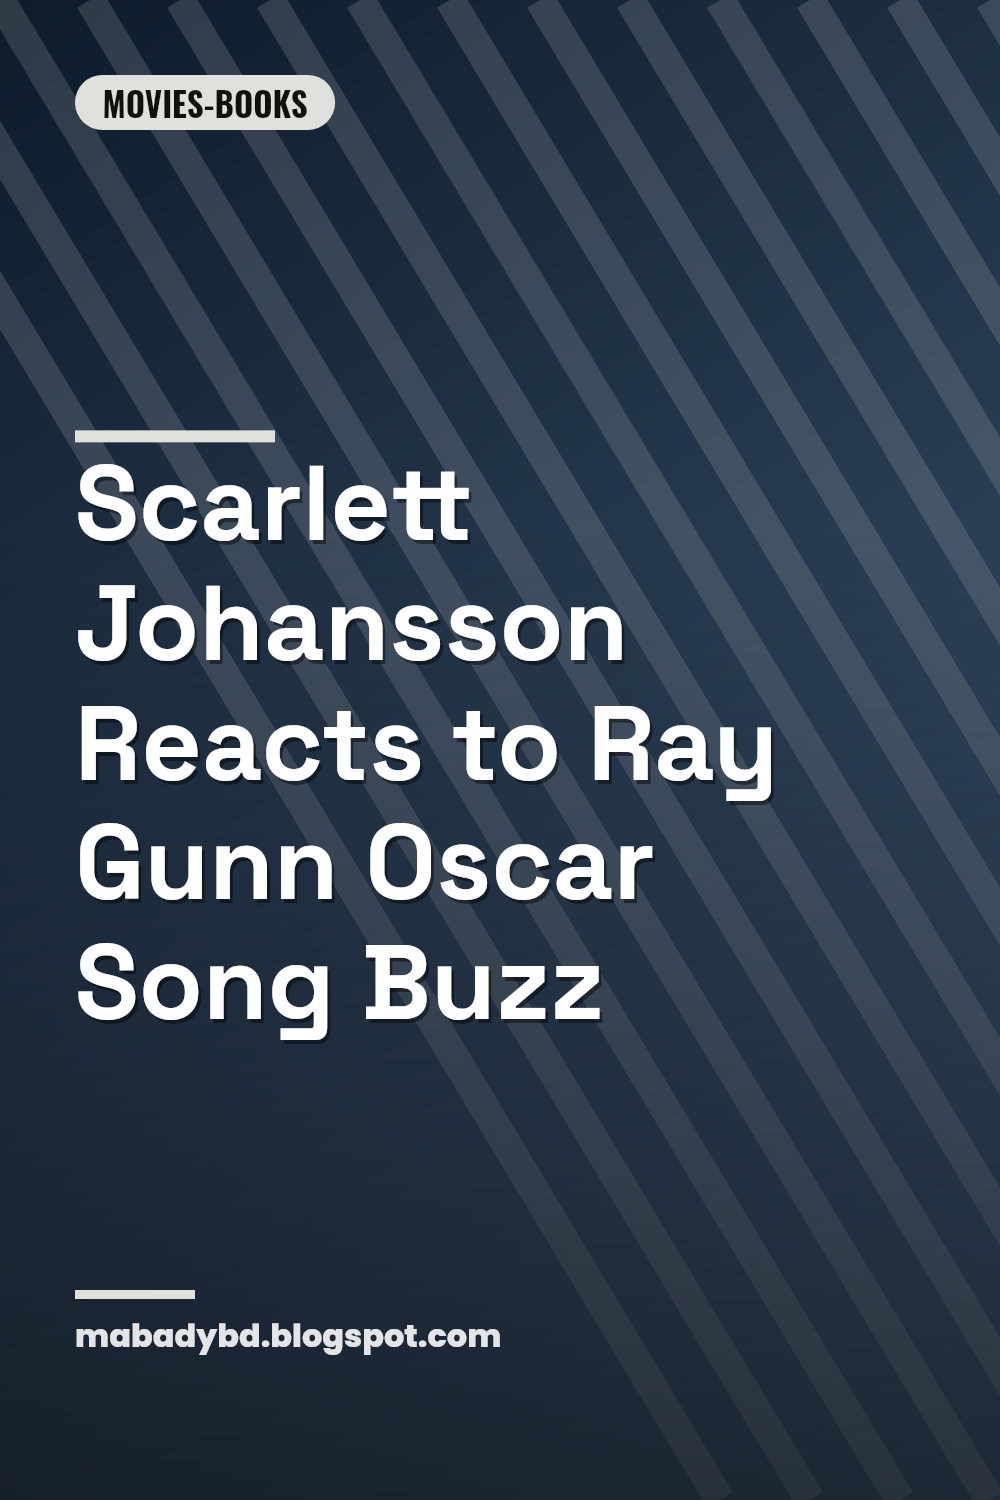 MOVIES-BOOKS
Scarlett
Johansson
Reacts to Ray
Gunn Oscar
Song Buzz
mabadybd.blogspot.com